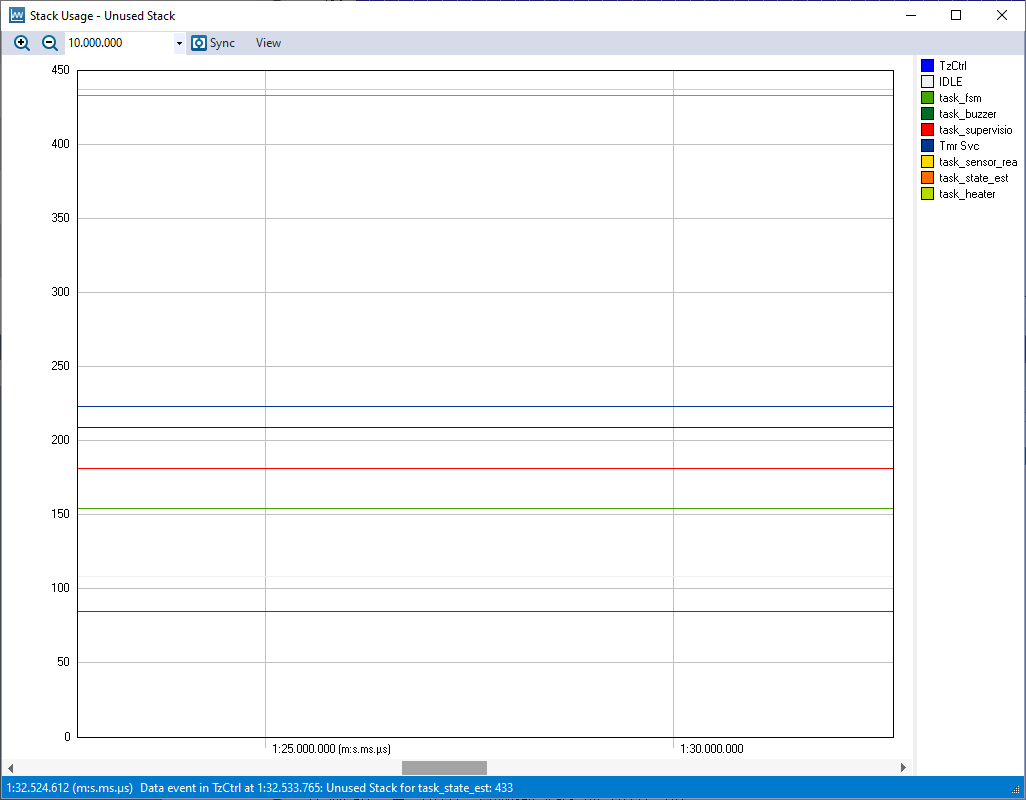 Stack Usage - Unused Stack
10.000.000 Sync View
450
400
350
300
250
200
150
100
50
0
1:25.000.000 (m:s.ms.µs) 1:30.000.000
TzCtrl
IDLE
task_fsm
task_buzzer
task_supervisio
Tmr Svc
task_sensor_rea
task_state_est
task_heater
1:32.524.612 (m:s.ms.µs) Data event in TzCtrl at 1:32.533.765: Unused Stack for task_state_est: 433